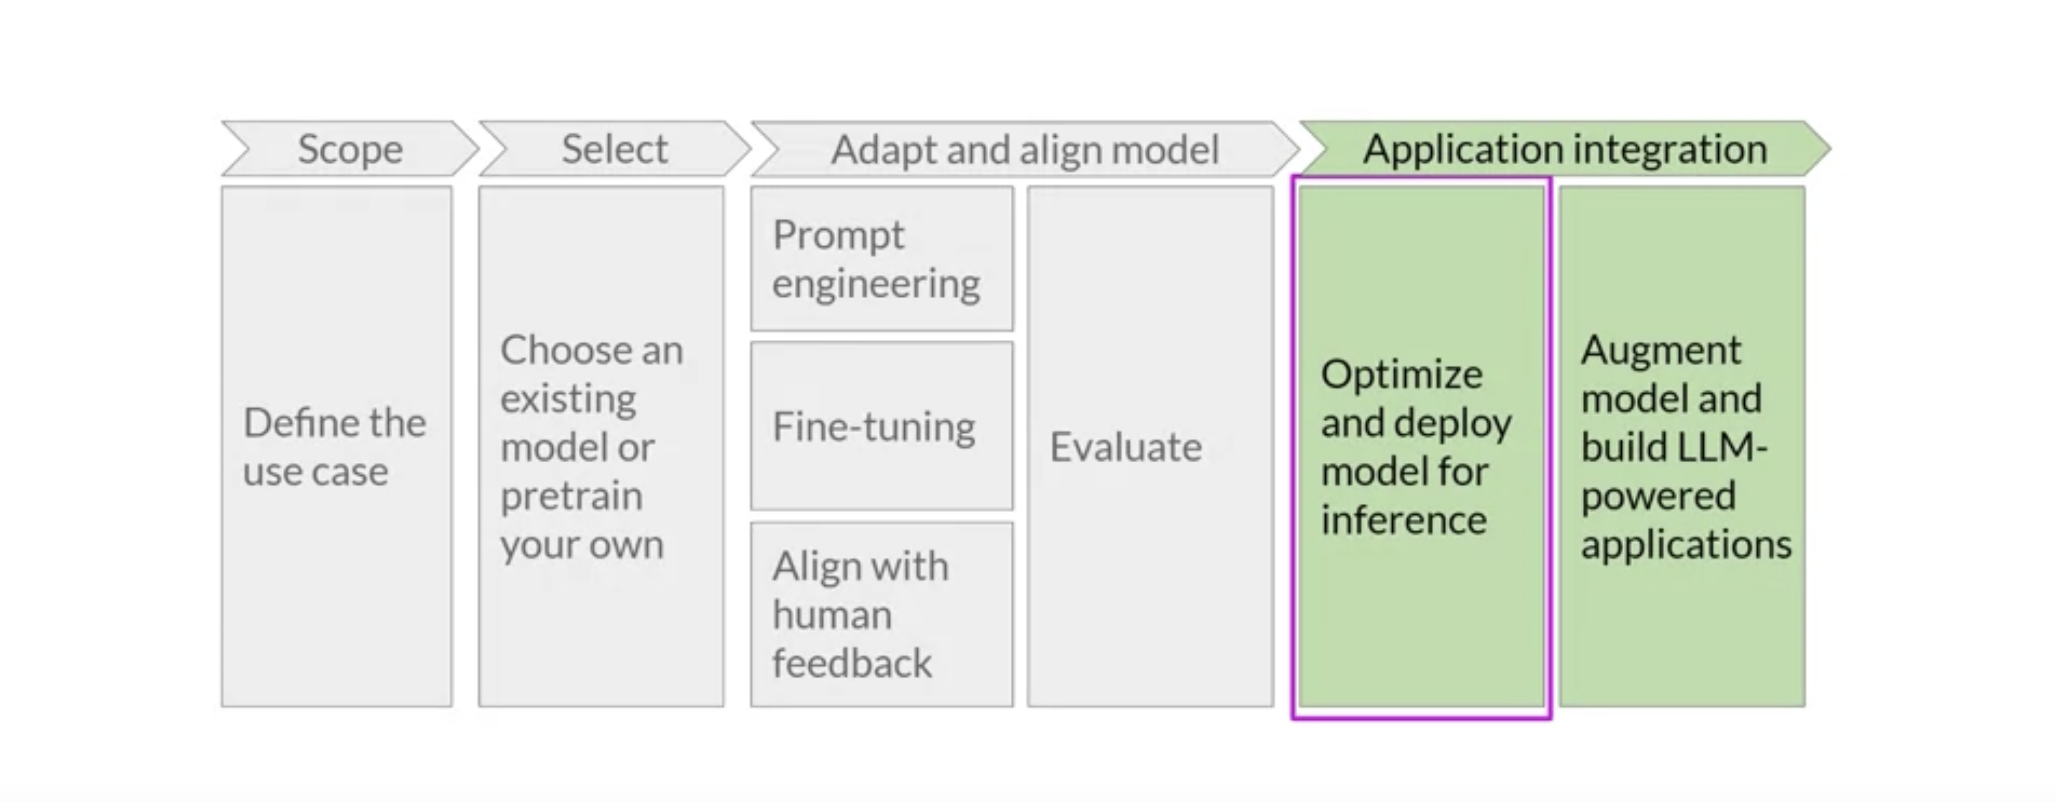 Scope
Select
Adapt and align model
Application integration
Define the
use case
Choose an
existing
model or
pretrain
your own
Prompt
engineering
Fine-tuning
Align with
human
feedback
Evaluate
Optimize
and deploy
model for
inference
Augment
model and
build LLM-
powered
applications